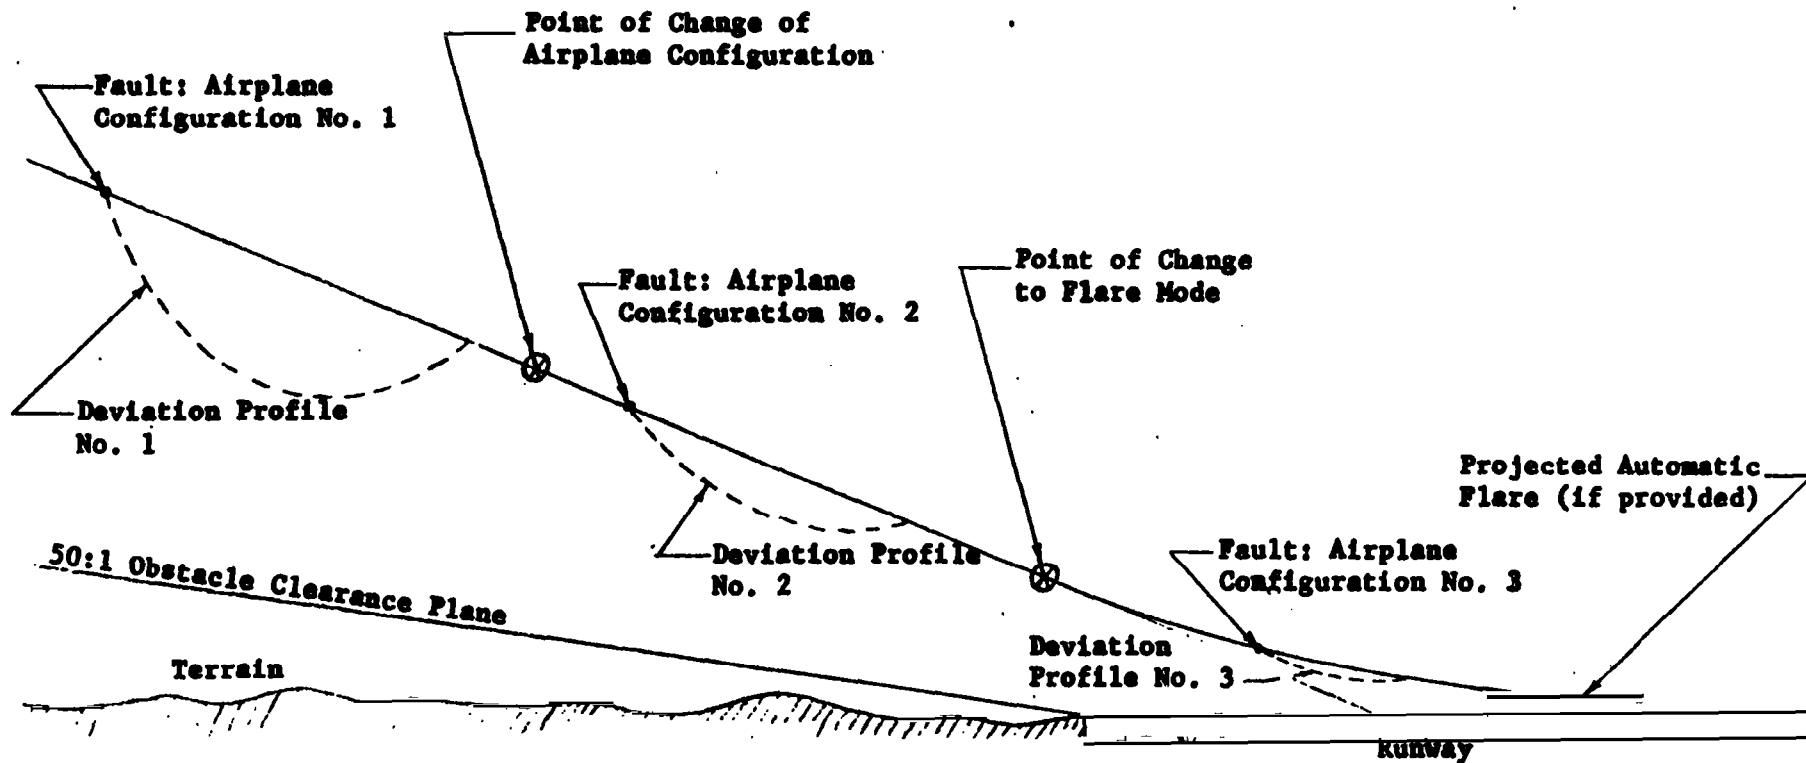 Point of Change of
Airplane Configuration
Fault: Airplane
Configuration No. 1
Fault: Airplane
Configuration No. 2
Point of Change
to Flare Mode
Deviation Profile
No. 1
Projected Automatic
Flare (if provided)
Deviation Profile
No. 2
Fault: Airplane
Configuration No. 3
50:1 Obstacle Clearance Plane
Terrain
Deviation
Profile No. 3
Runway